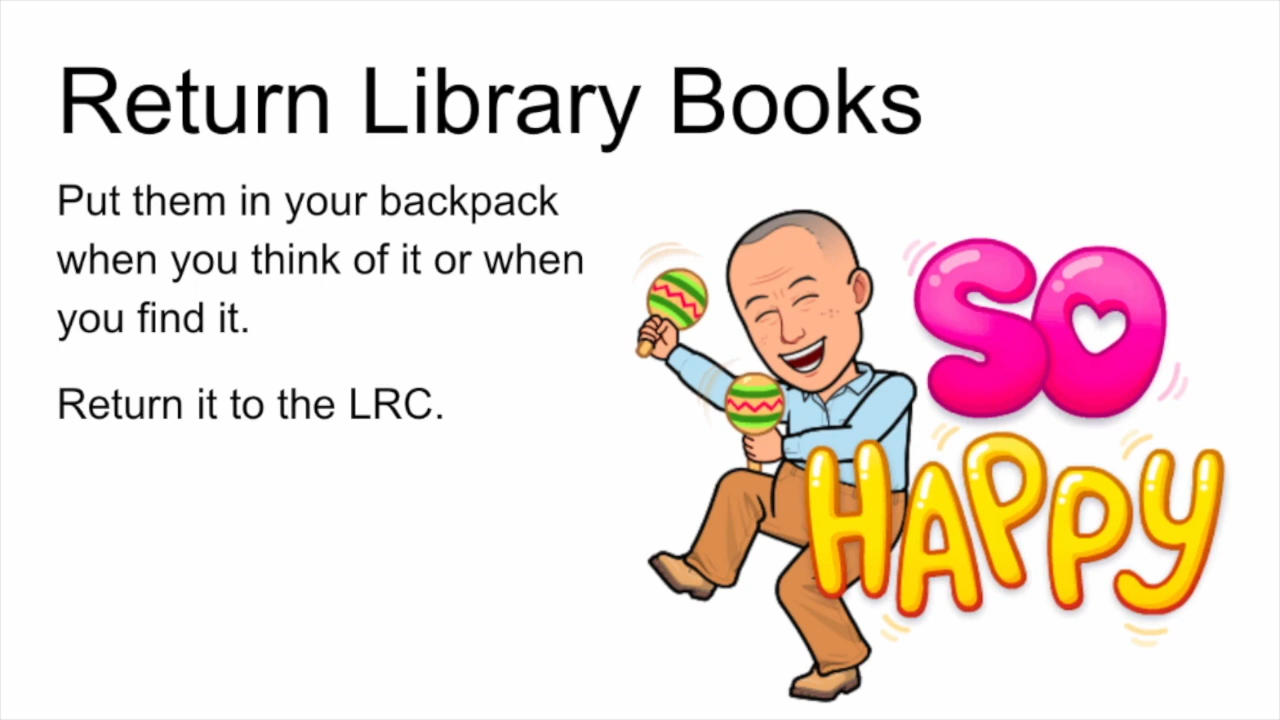 Return Library Books
Put them in your backpack
when you think of it or when
you find it.
Return it to the LRC.
SO
HAPPY